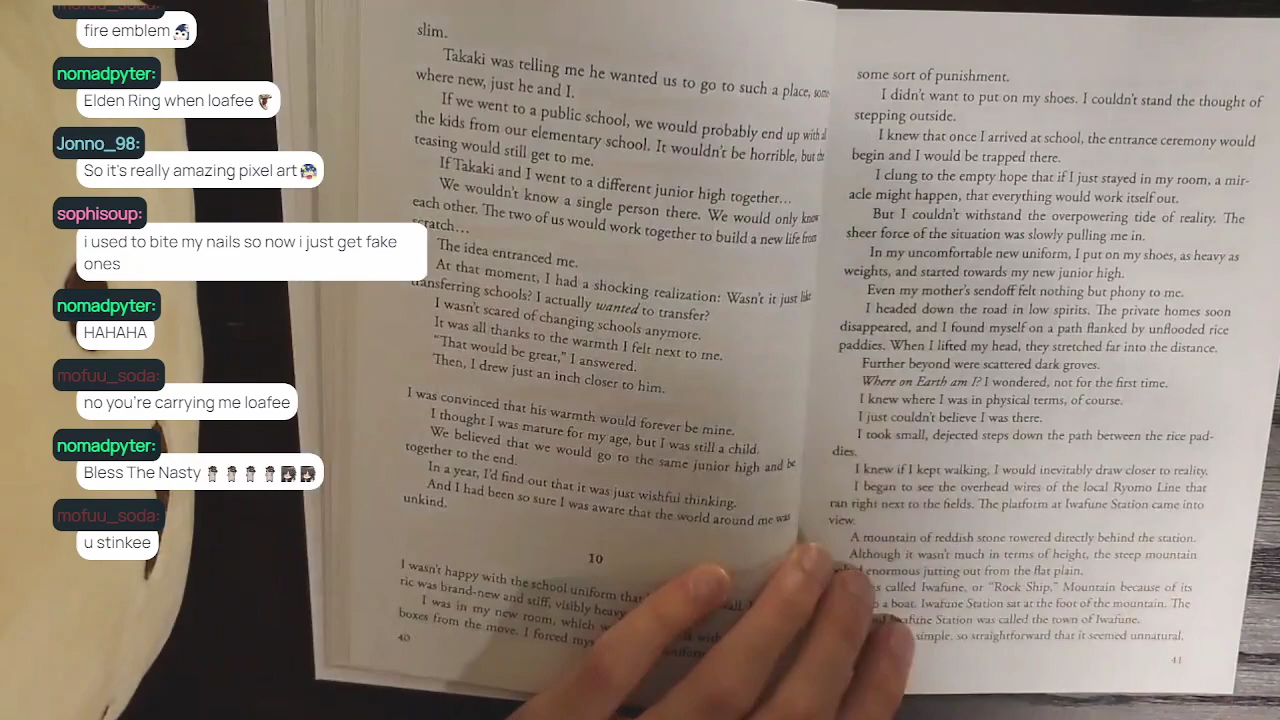 mofuu_soda:
fire emblem
nomadpyter:
Elden Ring when loafee
Jonno_98:
So it's really amazing pixel art
sophisoup:
i used to bite my nails so now i just get fake
ones
nomadpyter:
HAHAHA
mofuu_soda:
no you're carrying me loafee
nomadpyter:
Bless The Nasty
mofuu_soda:
u stinkee
slim.
Takaki was telling me he wanted us to go to such a place, some
where new, just he and I.
If we went to a public school, we would probably end up with all
the kids from our elementary school. It wouldn't be horrible, but the
teasing would still get to me.
If Takaki and I went to a different junior high together...
We wouldn't know a single person there. We would only know
each other. The two of us would work together to build a new life from
scratch...
The idea entranced me.
At that moment, I had a shocking realization: Wasn't it just like
transferring schools? I actually wanted to transfer?
I wasn't scared of changing schools anymore.
It was all thanks to the warmth I felt next to me.
"That would be great," I answered.
Then, I drew just an inch closer to him.
I was convinced that his warmth would forever be mine.
I thought I was mature for my age, but I was still a child.
We believed that we would go to the same junior high and be
together to the end.
In a year, I'd find out that it was just wishful thinking.
And I had been so sure I was aware that the world around me was
unkind.
10
I wasn't happy with the school uniform that
ric was brand-new and stiff, visibly heavy
I was in my new room, which
boxes from the move. I forced
40
some sort of punishment.
I didn't want to put on my shoes. I couldn't stand the thought of
stepping outside.
I knew that once I arrived at school, the entrance ceremony would
begin and I would be trapped there.
I clung to the empty hope that if I just stayed in my room, a mir-
acle might happen, that everything would work itself out.
But I couldn't withstand the overpowering tide of reality. The
sheer force of the situation was slowly pulling me in.
In my uncomfortable new uniform, I put on my shoes, as heavy as
weights, and started towards my new junior high.
Even my mother's sendoff felt nothing but phony to me.
I headed down the road in low spirits. The private homes soon
disappeared, and I found myself on a path flanked by unflooded rice
paddies. When I lifted my head, they stretched far into the distance.
Further beyond were scattered dark groves.
Where on Earth am I? I wondered, not for the first time.
I knew where I was in physical terms, of course.
I just couldn't believe I was there.
I took small, dejected steps down the path between the rice pad-
dies.
I knew if I kept walking, I would inevitably draw closer to reality.
I began to see the overhead wires of the local Ryomo Line that
ran right next to the fields. The platform at Iwafune Station came into
view.
A mountain of reddish stone towered directly behind the station.
Although it wasn't much in terms of height, the steep mountain
enormous jutting out from the flat plain.
called Iwafune, or "Rock Ship," Mountain because of its
a boat. Iwafune Station sat at the foot of the mountain. The
Iwafune Station was called the town of Iwafune.
simple, so straightforward that it seemed unnatural.
41